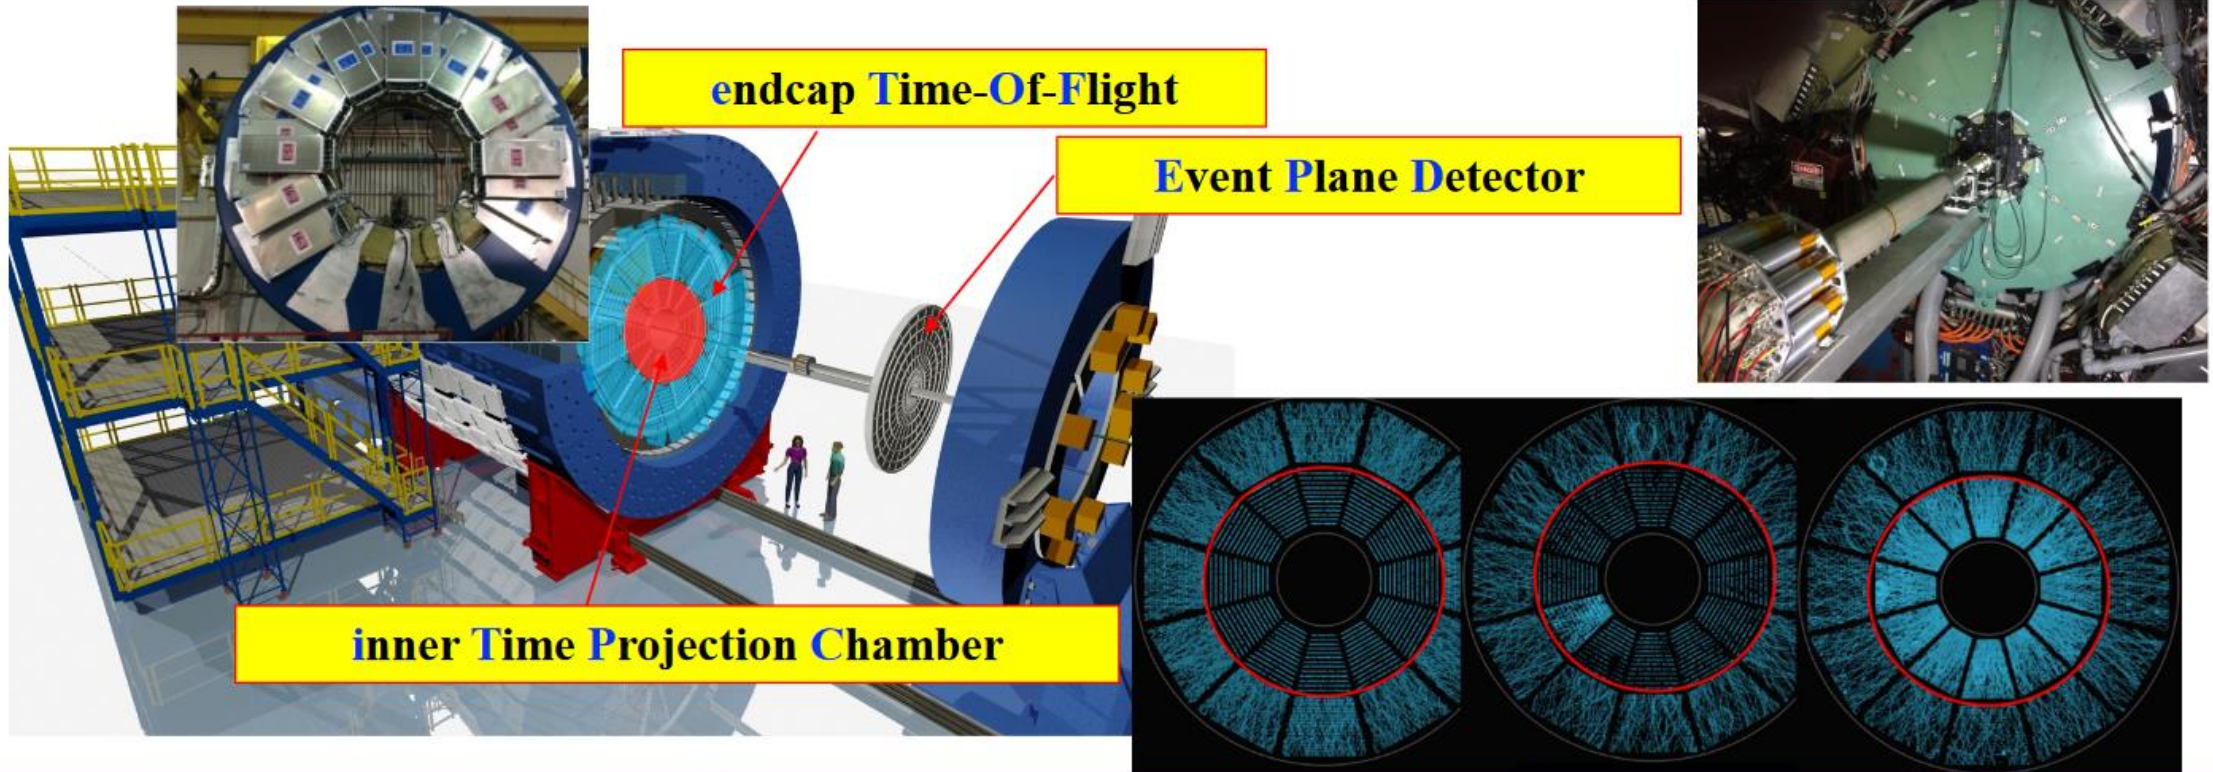 endcap Time-Of-Flight
Event Plane Detector
inner Time Projection Chamber